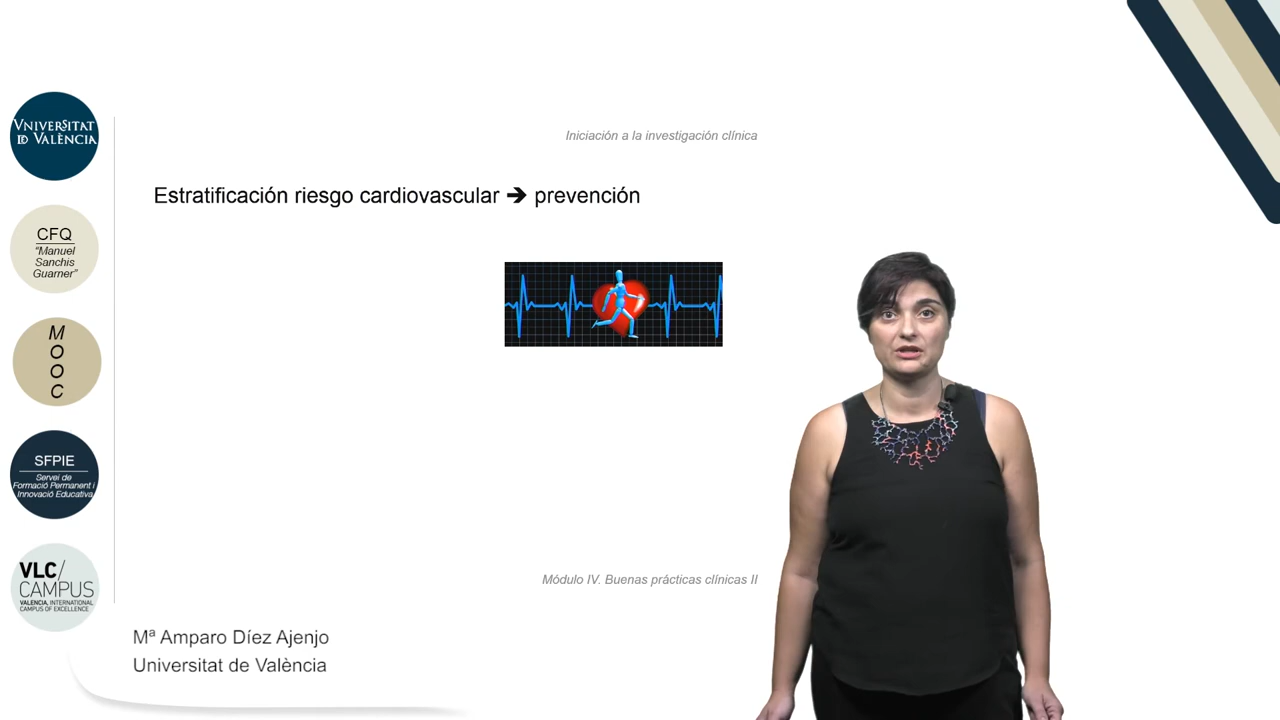 Iniciación a la investigación clínica
Estratificación riesgo cardiovascular ➔ prevención
VNIVERSITAT
ID VALÈNCIA
CFQ
“Manuel
Sanchis
Guarner”
M
O
O
C
SFPIE
Servei de
Formació Permanent i
Innovació Educativa
VLC/
CAMPUS
VALENCIA, INTERNATIONAL
CAMPUS OF EXCELLENCE
Módulo IV. Buenas prácticas clínicas II
Mª Amparo Díez Ajenjo
Universitat de València